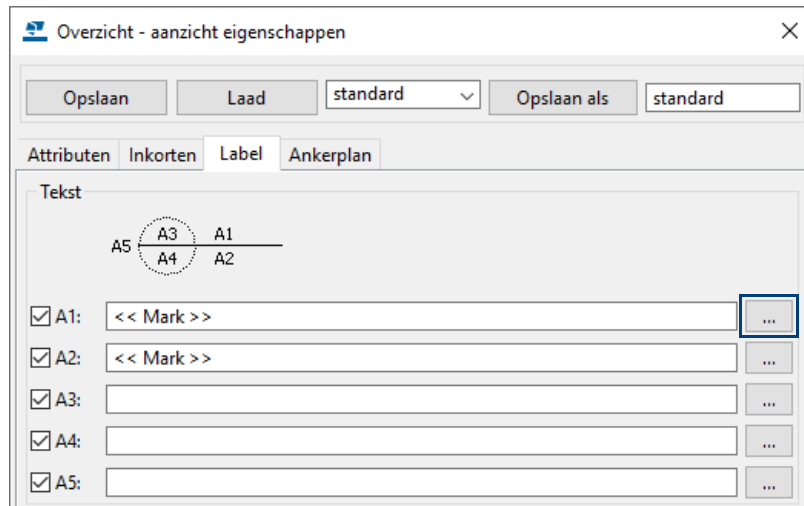 Overzicht - aanzicht eigenschappen
Opslaan Laad standard Opslaan als standard
Attributen Inkorten Label Ankerplan
Tekst
A5 A3 A1
A4 A2
A1: << Mark >> ...
A2: << Mark >> ...
A3: ...
A4: ...
A5: ...